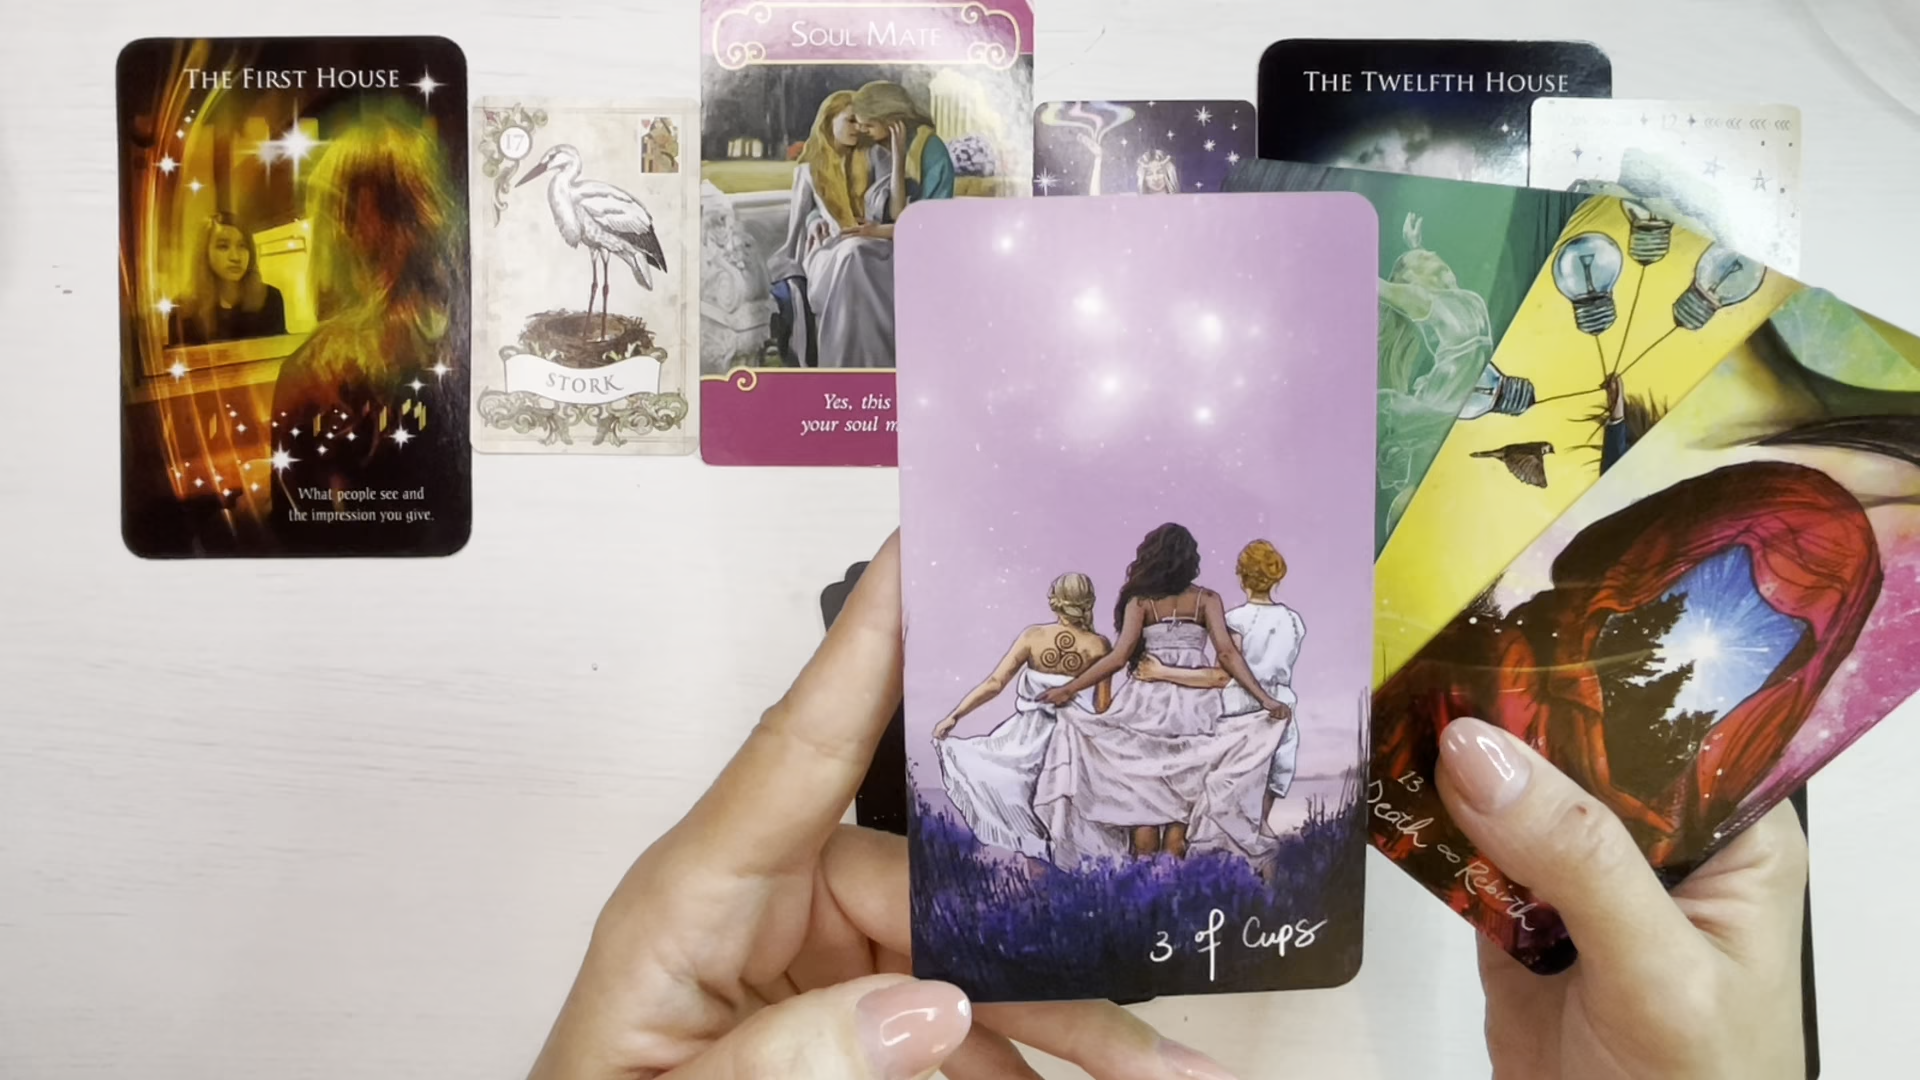 THE FIRST HOUSE
What people see and
the impression you give.
17
STORK
SOUL MATE
Yes, this
your soul
THE TWELFTH HOUSE
12
3 of Cups
13
Death ∞ Rebirth